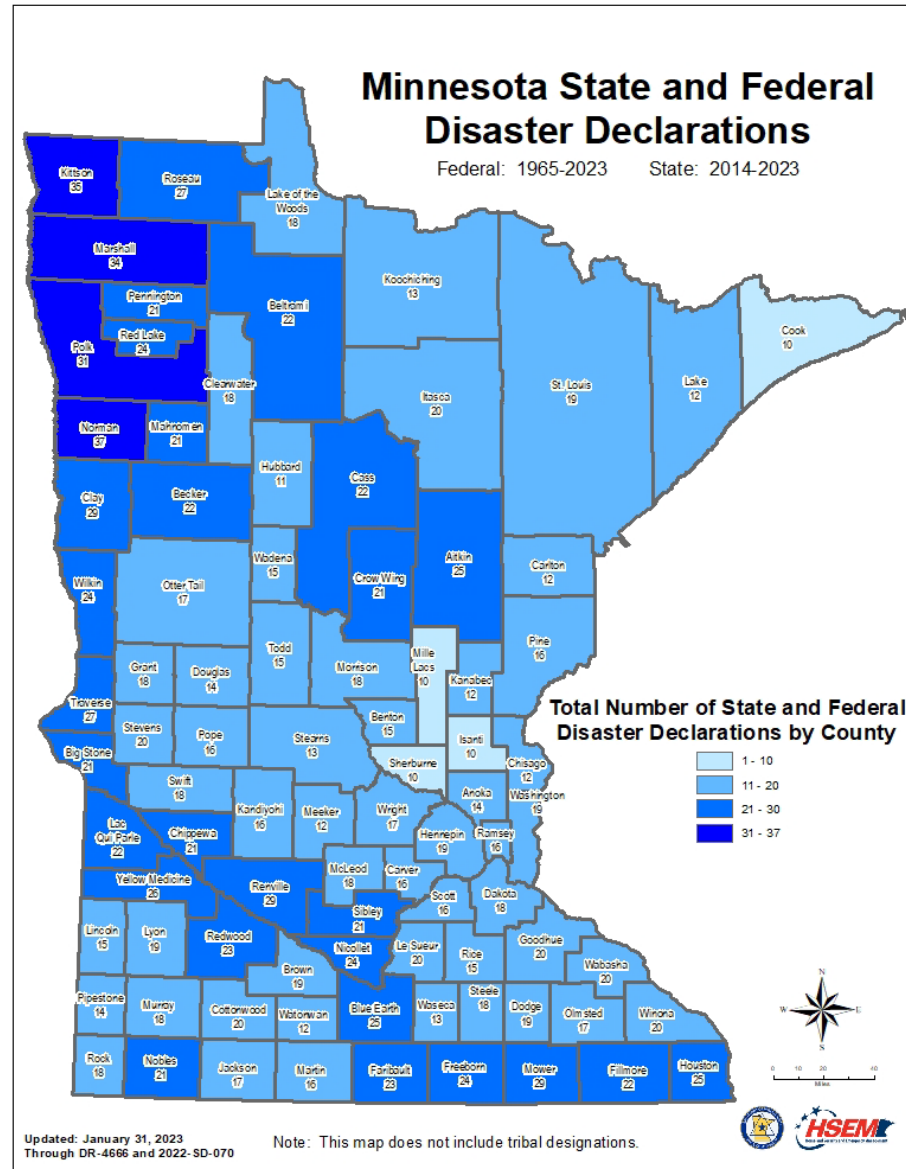 Minnesota State and Federal
Disaster Declarations
Federal: 1965-2023 State: 2014-2023
Kittson
35
Roseau
27
Lake of the
Woods
18
Marshall
34
Koochiching
13
Pennington
21
Beltrami
22
Red Lake
24
Polk
31
Cook
10
Clearwater
18
St. Louis
19
Lake
12
Itasca
20
Norman
37
Mahnomen
21
Hubbard
11
Cass
22
Clay
29
Becker
22
Wadena
15
Aitkin
25
Carlton
12
Crow Wing
21
Wilkin
24
Otter Tail
17
Pine
16
Todd
15
Mille
Lacs
10
Morrison
18
Grant
18
Douglas
14
Kanabec
12
Traverse
27
Benton
15
Stevens
20
Pope
16
Stearns
13
Isanti
10
Big Stone
21
Sherburne
10
Chisago
12
Total Number of State and Federal
Disaster Declarations by County
1 - 10
11 - 20
21 - 30
31 - 37
Swift
18
Kandiyohi
16
Meeker
12
Wright
17
Anoka
14
Washington
19
Hennepin
19
Ramsey
16
Lac
Qui Parle
22
Chippewa
21
McLeod
18
Carver
16
Yellow Medicine
26
Renville
29
Scott
16
Dakota
18
Sibley
21
Lincoln
15
Lyon
19
Redwood
23
Nicollet
24
Le Sueur
20
Rice
15
Goodhue
20
Wabasha
20
Brown
19
Pipestone
14
Murray
18
Cottonwood
20
Watonwan
12
Blue Earth
25
Waseca
13
Steele
18
Dodge
19
Olmsted
17
Winona
20
N
W E
S
Rock
18
Nobles
21
Jackson
17
Martin
16
Faribault
23
Freeborn
24
Mower
29
Fillmore
22
Houston
25
0 10 20 40
Miles
Updated: January 31, 2023
Through DR-4666 and 2022-SD-070
Note: This map does not include tribal designations.
HSEM